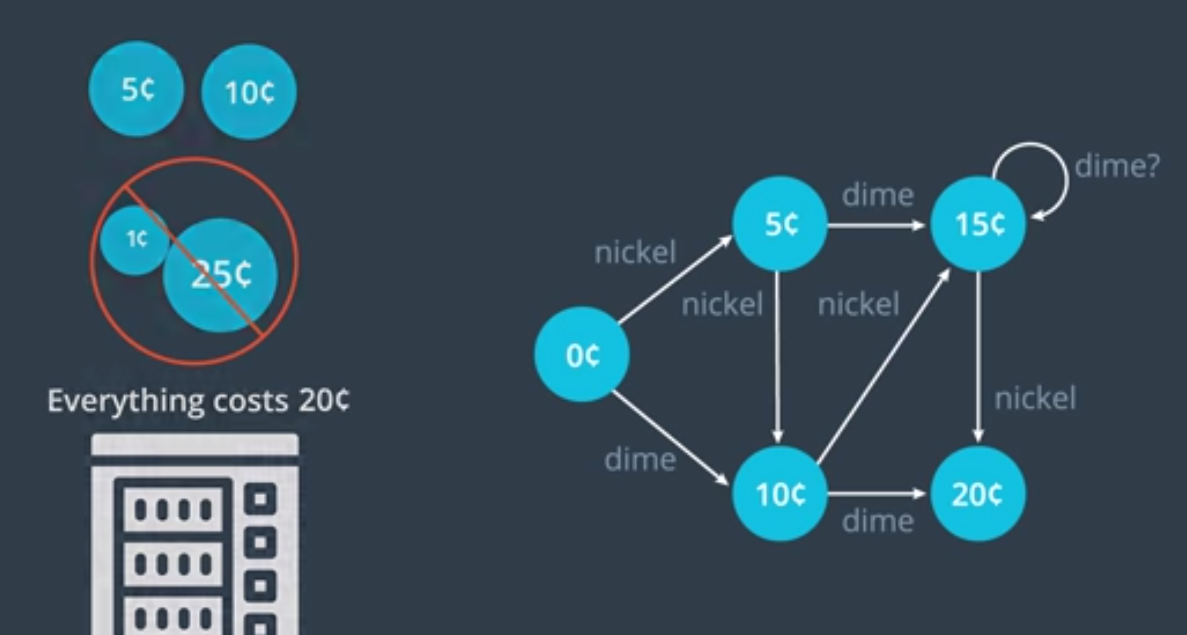 5¢
10¢
1¢
25¢
Everything costs 20¢
dime?
dime
5¢
15¢
nickel
nickel
nickel
0¢
nickel
dime
10¢
20¢
dime